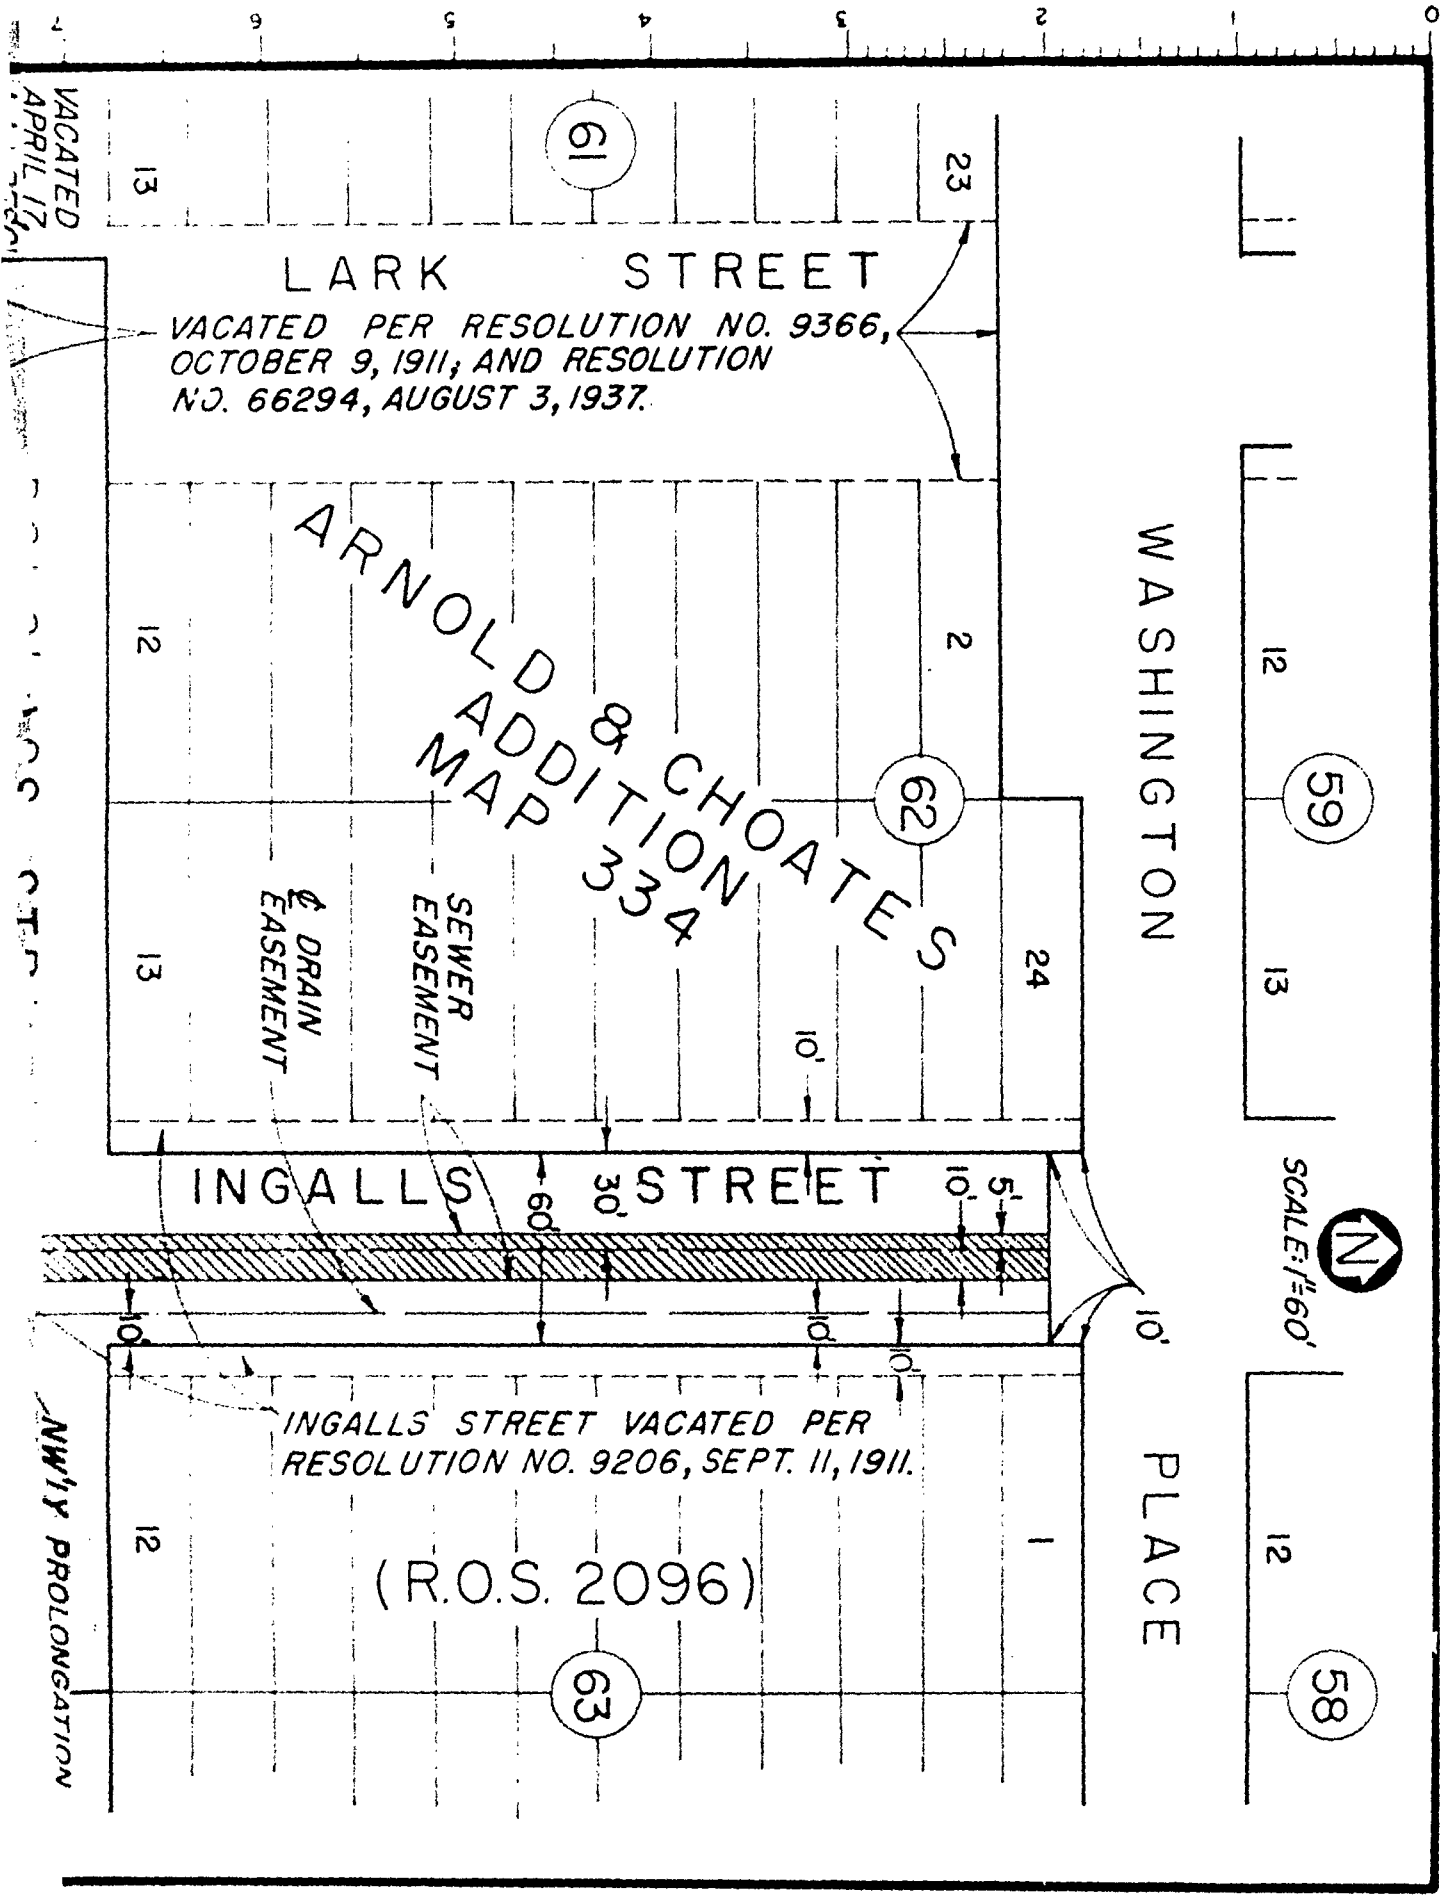 0
1
2
3
4
5
6
7
VACATED
APRIL 17,
13
61
23
LARK STREET
VACATED PER RESOLUTION NO. 9366,
OCTOBER 9, 1911; AND RESOLUTION
NO. 66294, AUGUST 3, 1937.
WASHINGTON PLACE
12
59
13
SCALE: 1"=60'
N
12
58
ARNOLD & CHOATES
ADDITION
MAP 334
12
2
62
13
24
SEWER
EASEMENT
℄ DRAIN
EASEMENT
10'
INGALLS STREET
60'
30'
10'
5'
10'
10'
10'
10'
INGALLS STREET VACATED PER
RESOLUTION NO. 9206, SEPT. 11, 1911.
12
1
(R.O.S. 2096)
63
NW'LY PROLONGATION